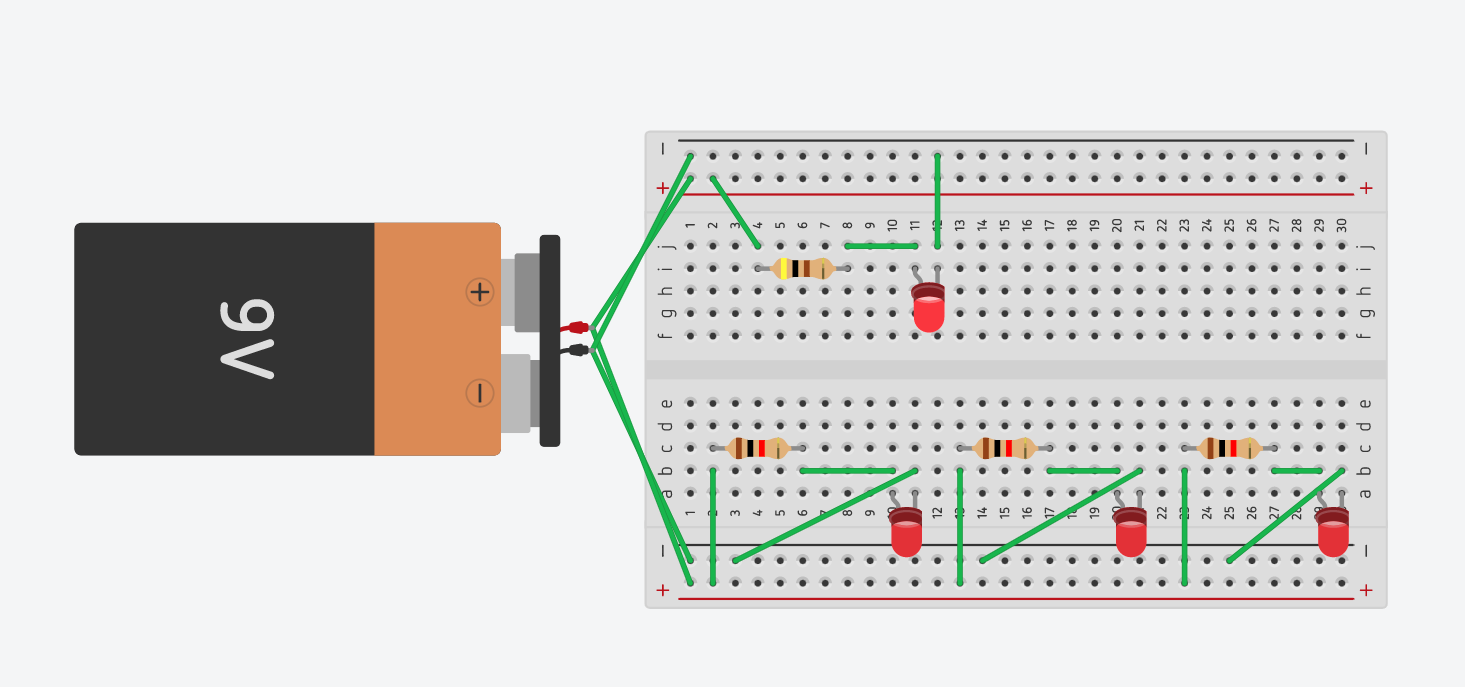 9V
+
−
− −
+ +
1 2 3 4 5 6 7 8 9 10 11 12 13 14 15 16 17 18 19 20 21 22 23 24 25 26 27 28 29 30
j j
i i
h h
g g
f f
e e
d d
c c
b b
a a
1 2 3 4 5 6 7 8 9 10 11 12 13 14 15 16 17 18 19 20 21 22 23 24 25 26 27 28 29
− −
+ +